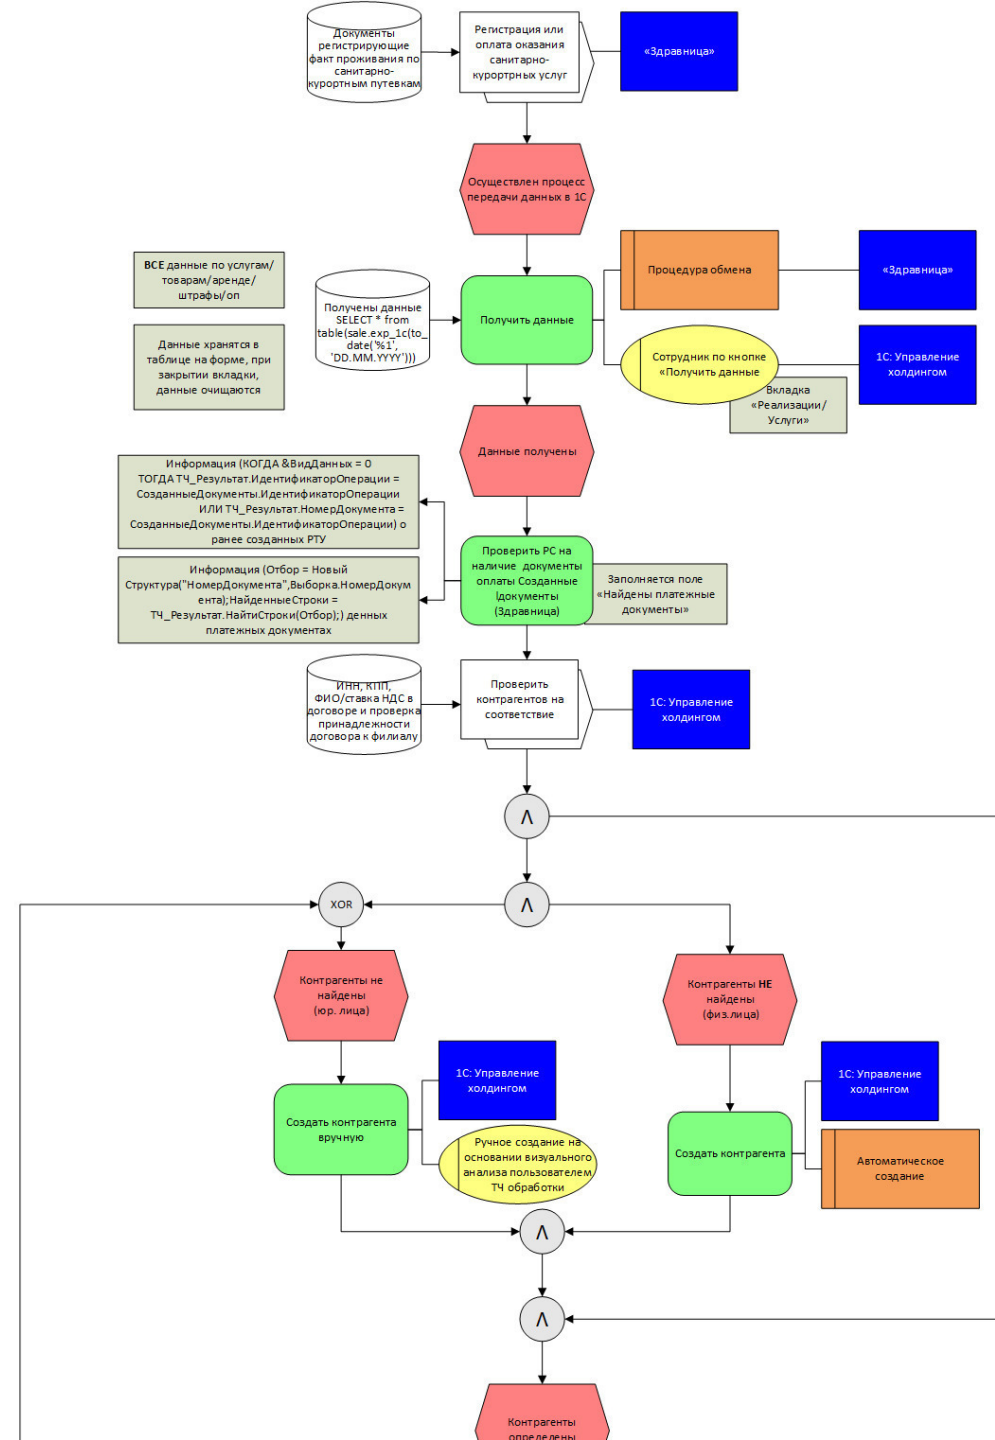 Документы
регистрирующие
факт проживания по
санитарно-
курортным путевкам
Регистрация или
оплата оказания
санитарно-
курортрных услуг
«Здравница»
Осуществлен процесс
передачи данных в 1С
ВСЕ данные по услугам/
товарам/аренде/
штрафы/оп
Данные хранятся в
таблице на форме, при
закрытии вкладки,
данные очищаются
Получены данные
SELECT * from
table(sale.exp_1c(to_
date('%1',
'DD.MM.YYYY')))
Получить данные
Процедура обмена
«Здравница»
Сотрудник по кнопке
«Получить данные
1С: Управление
холдингом
Вкладка
«Реализации/
Услуги»
Данные получены
Информация (КОГДА &ВидДанных = 0
ТОГДА ТЧ_Результат.ИдентификаторОперации =
СозданныеДокументы.ИдентификаторОперации
ИЛИ ТЧ_Результат.НомерДокумента =
СозданныеДокументы.ИдентификаторОперации) о
ранее созданных РТУ
Информация (Отбор = Новый
Структура("НомерДокумента",Выборка.НомерДокум
ента);НайденныеСтроки =
ТЧ_Результат.НайтиСтроки(Отбор);) денных
платежных документах
Проверить РС на
наличие документы
оплаты Созданные
документы
(Здравница)
Заполняется поле
«Найдены платежные
документы»
ИНН, КПП,
ФИО/ставка НДС в
договоре и проверка
принадлежности
договора к филиалу
Проверить
контрагентов на
соответствие
1С: Управление
холдингом
Λ
XOR
Λ
Контрагенты не
найдены
(юр. лица)
Контрагенты НЕ
найдены
(физ.лица)
Создать контрагента
вручную
1С: Управление
холдингом
Ручное создание на
основании визуального
анализа пользователем
ТЧ обработки
Создать контрагента
1С: Управление
холдингом
Автоматическое
создание
Λ
Λ
Контрагенты
определены